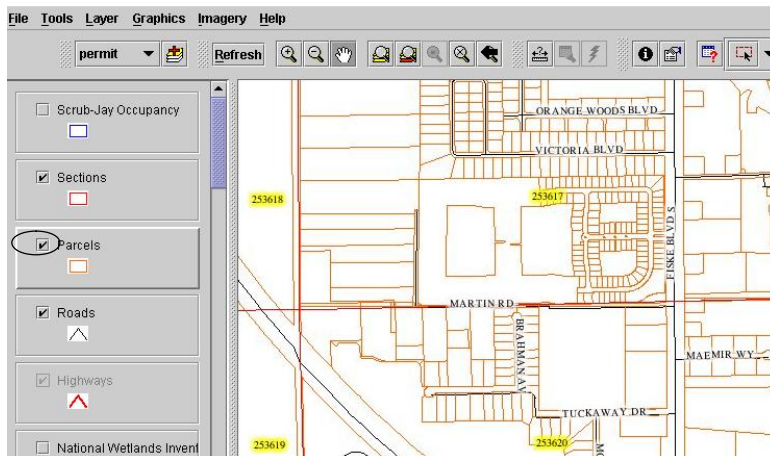 File Tools Layer Graphics Imagery Help
permit Refresh
Scrub-Jay Occupancy
Sections
Parcels
Roads
Highways
National Wetlands Invent
ORANGE WOODS BLVD
VICTORIA BLVD
253618
253617
FISKE BLVD S
MARTIN RD
BRAHMAN AV
MAEMIR WY
TUCKAWAY DR
253619
253620
MO